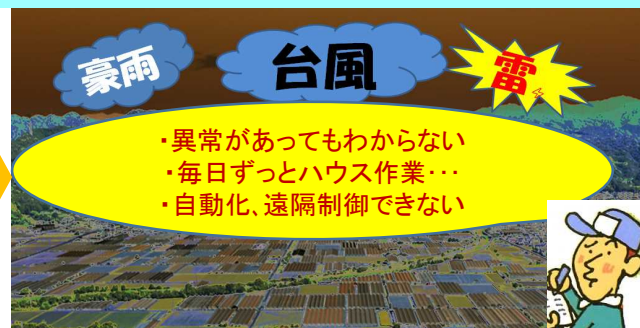 豪雨
台風
雷
・異常があってもわからない
・毎日ずっとハウス作業･･･
・自動化、遠隔制御できない